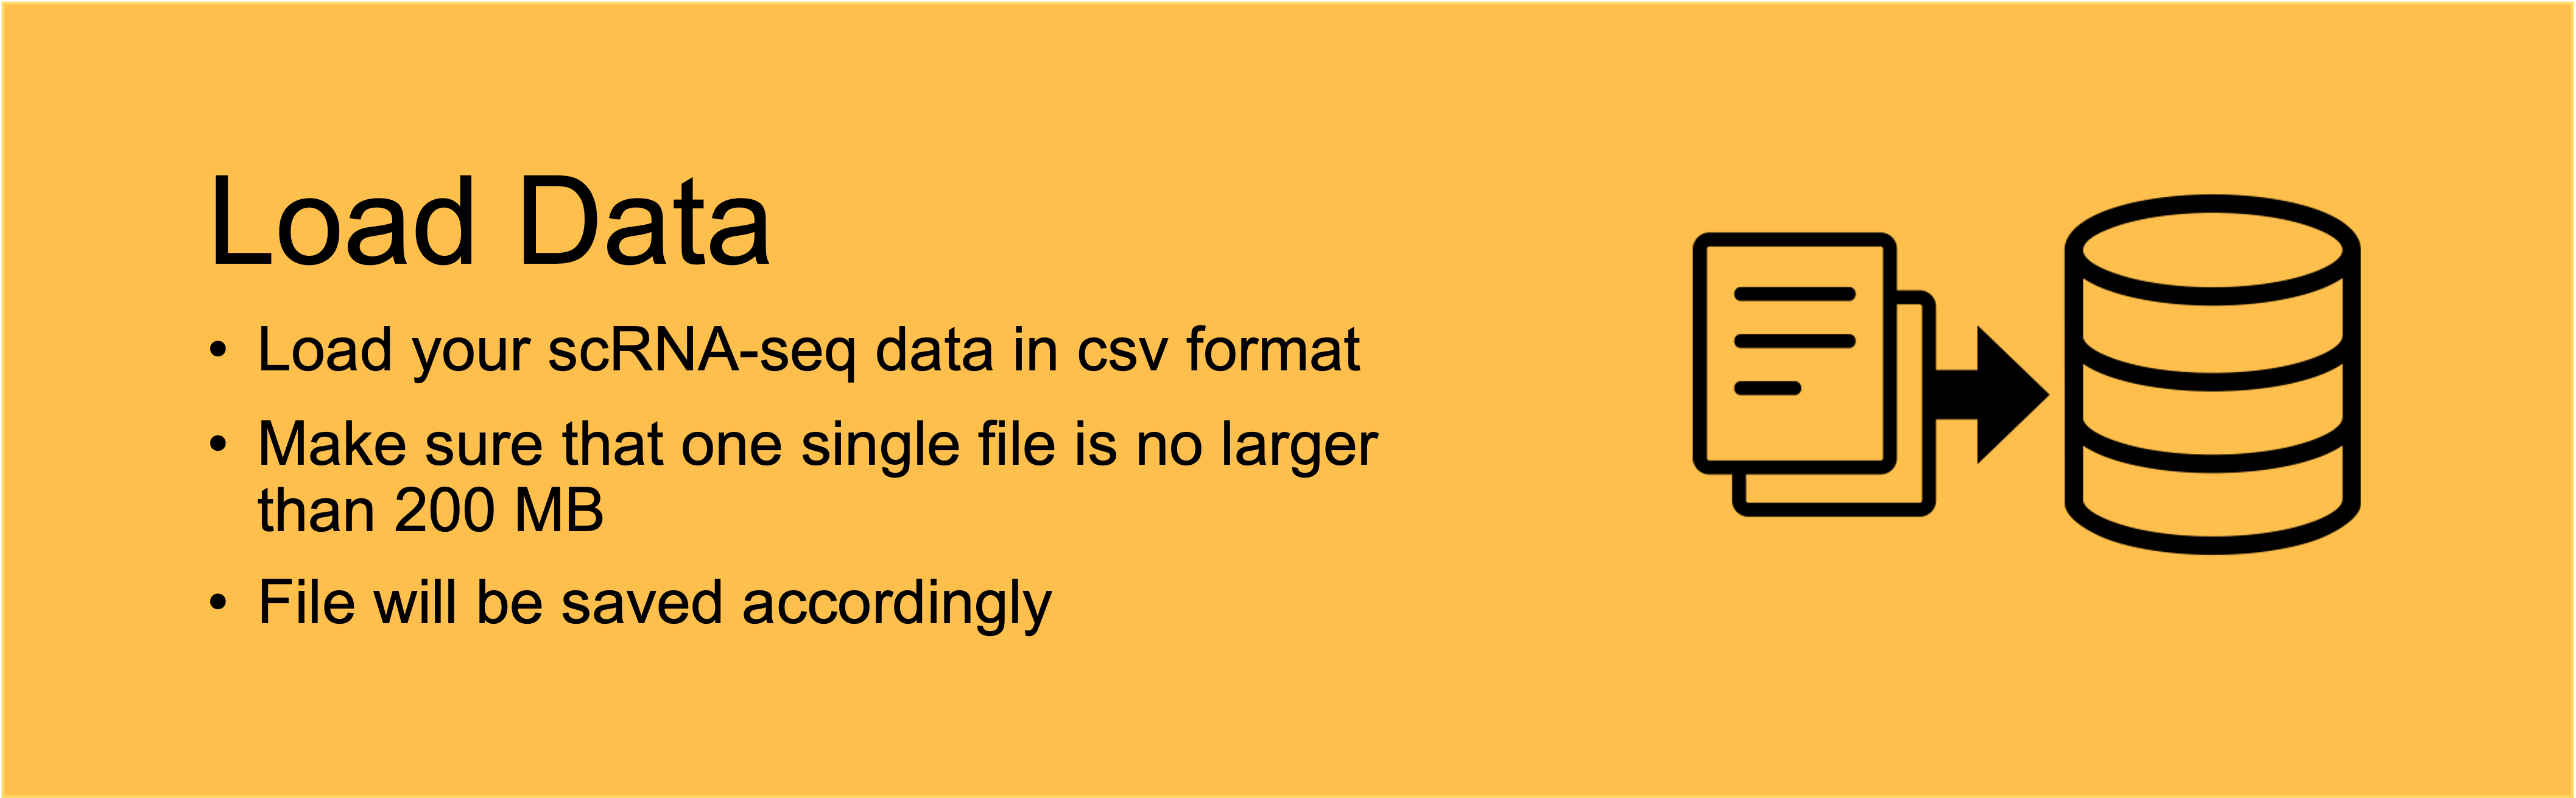 Load Data
• Load your scRNA-seq data in csv format
• Make sure that one single file is no larger
than 200 MB
• File will be saved accordingly